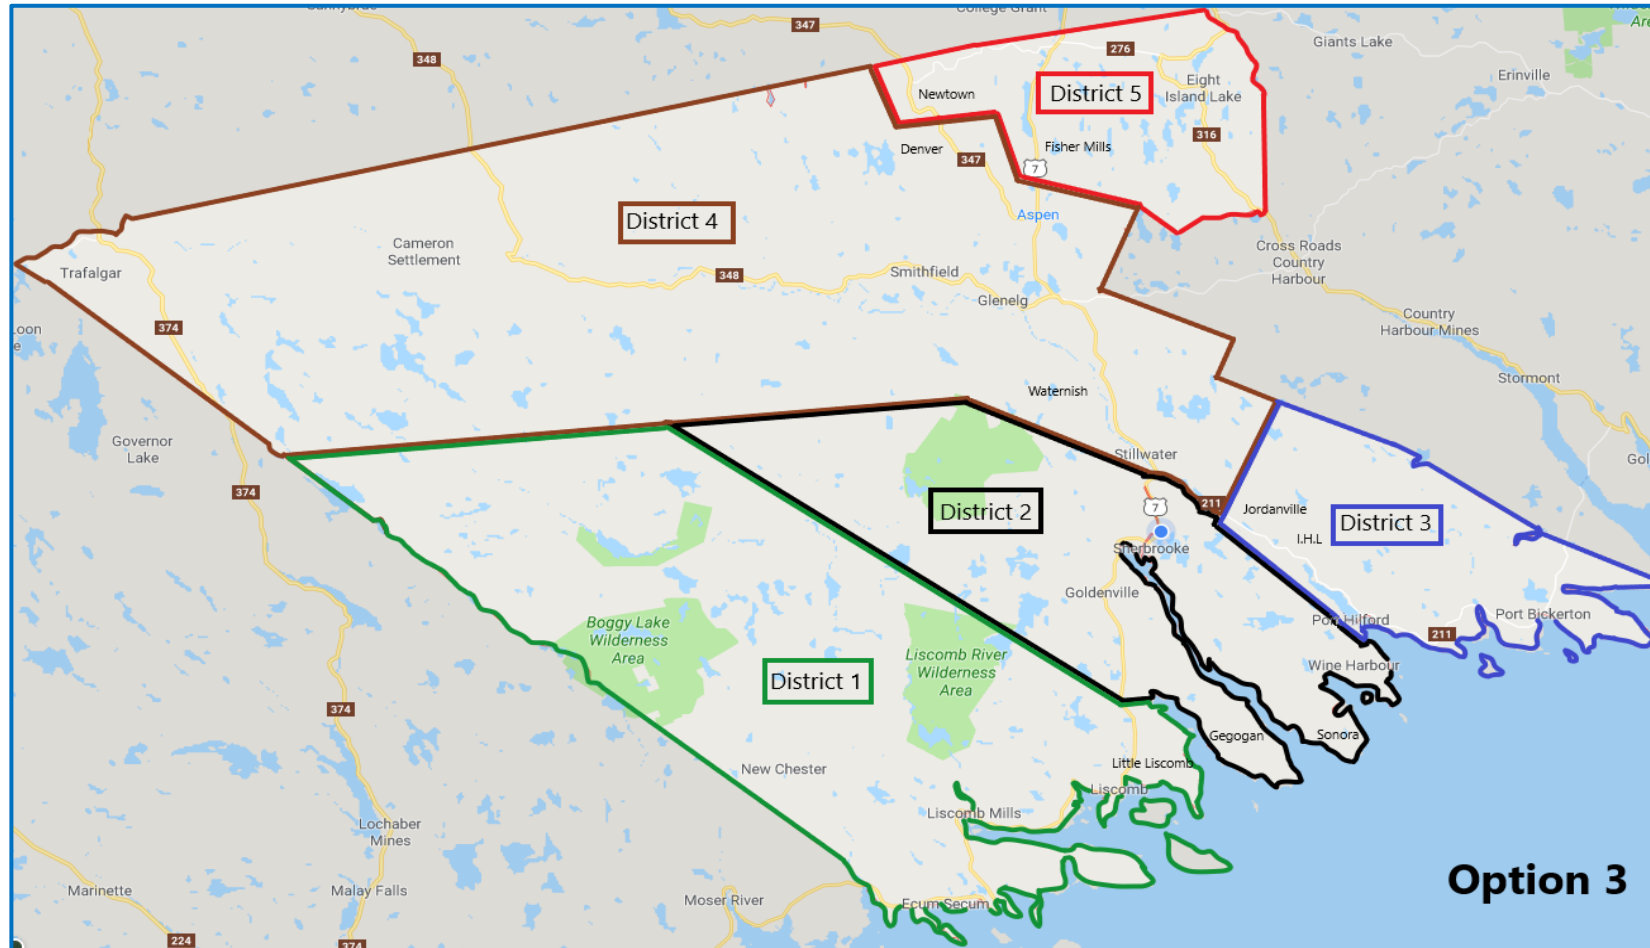 347
College Grant
348
276
Giants Lake
Erinville
Newtown
District 5
Eight
Island Lake
316
Denver
347
Fisher Mills
7
Aspen
District 4
Cameron
Settlement
348
Trafalgar
Smithfield
Glenelg
Cross Roads
Country
Harbour
Country
Harbour Mines
374
Waternish
Stormont
Governor
Lake
Stillwater
374
211
7
District 2
Jordanville
I.H.L
District 3
Sherbrooke
Goldenville
Boggy Lake
Wilderness
Area
Liscomb River
Wilderness
Area
Port Hilford
Port Bickerton
211
Wine Harbour
District 1
374
Gegogan
Sonora
New Chester
Little Liscomb
Liscomb
Liscomb Mills
Lochaber
Mines
Marinette
Malay Falls
Moser River
Ecum Secum
Option 3
224
374